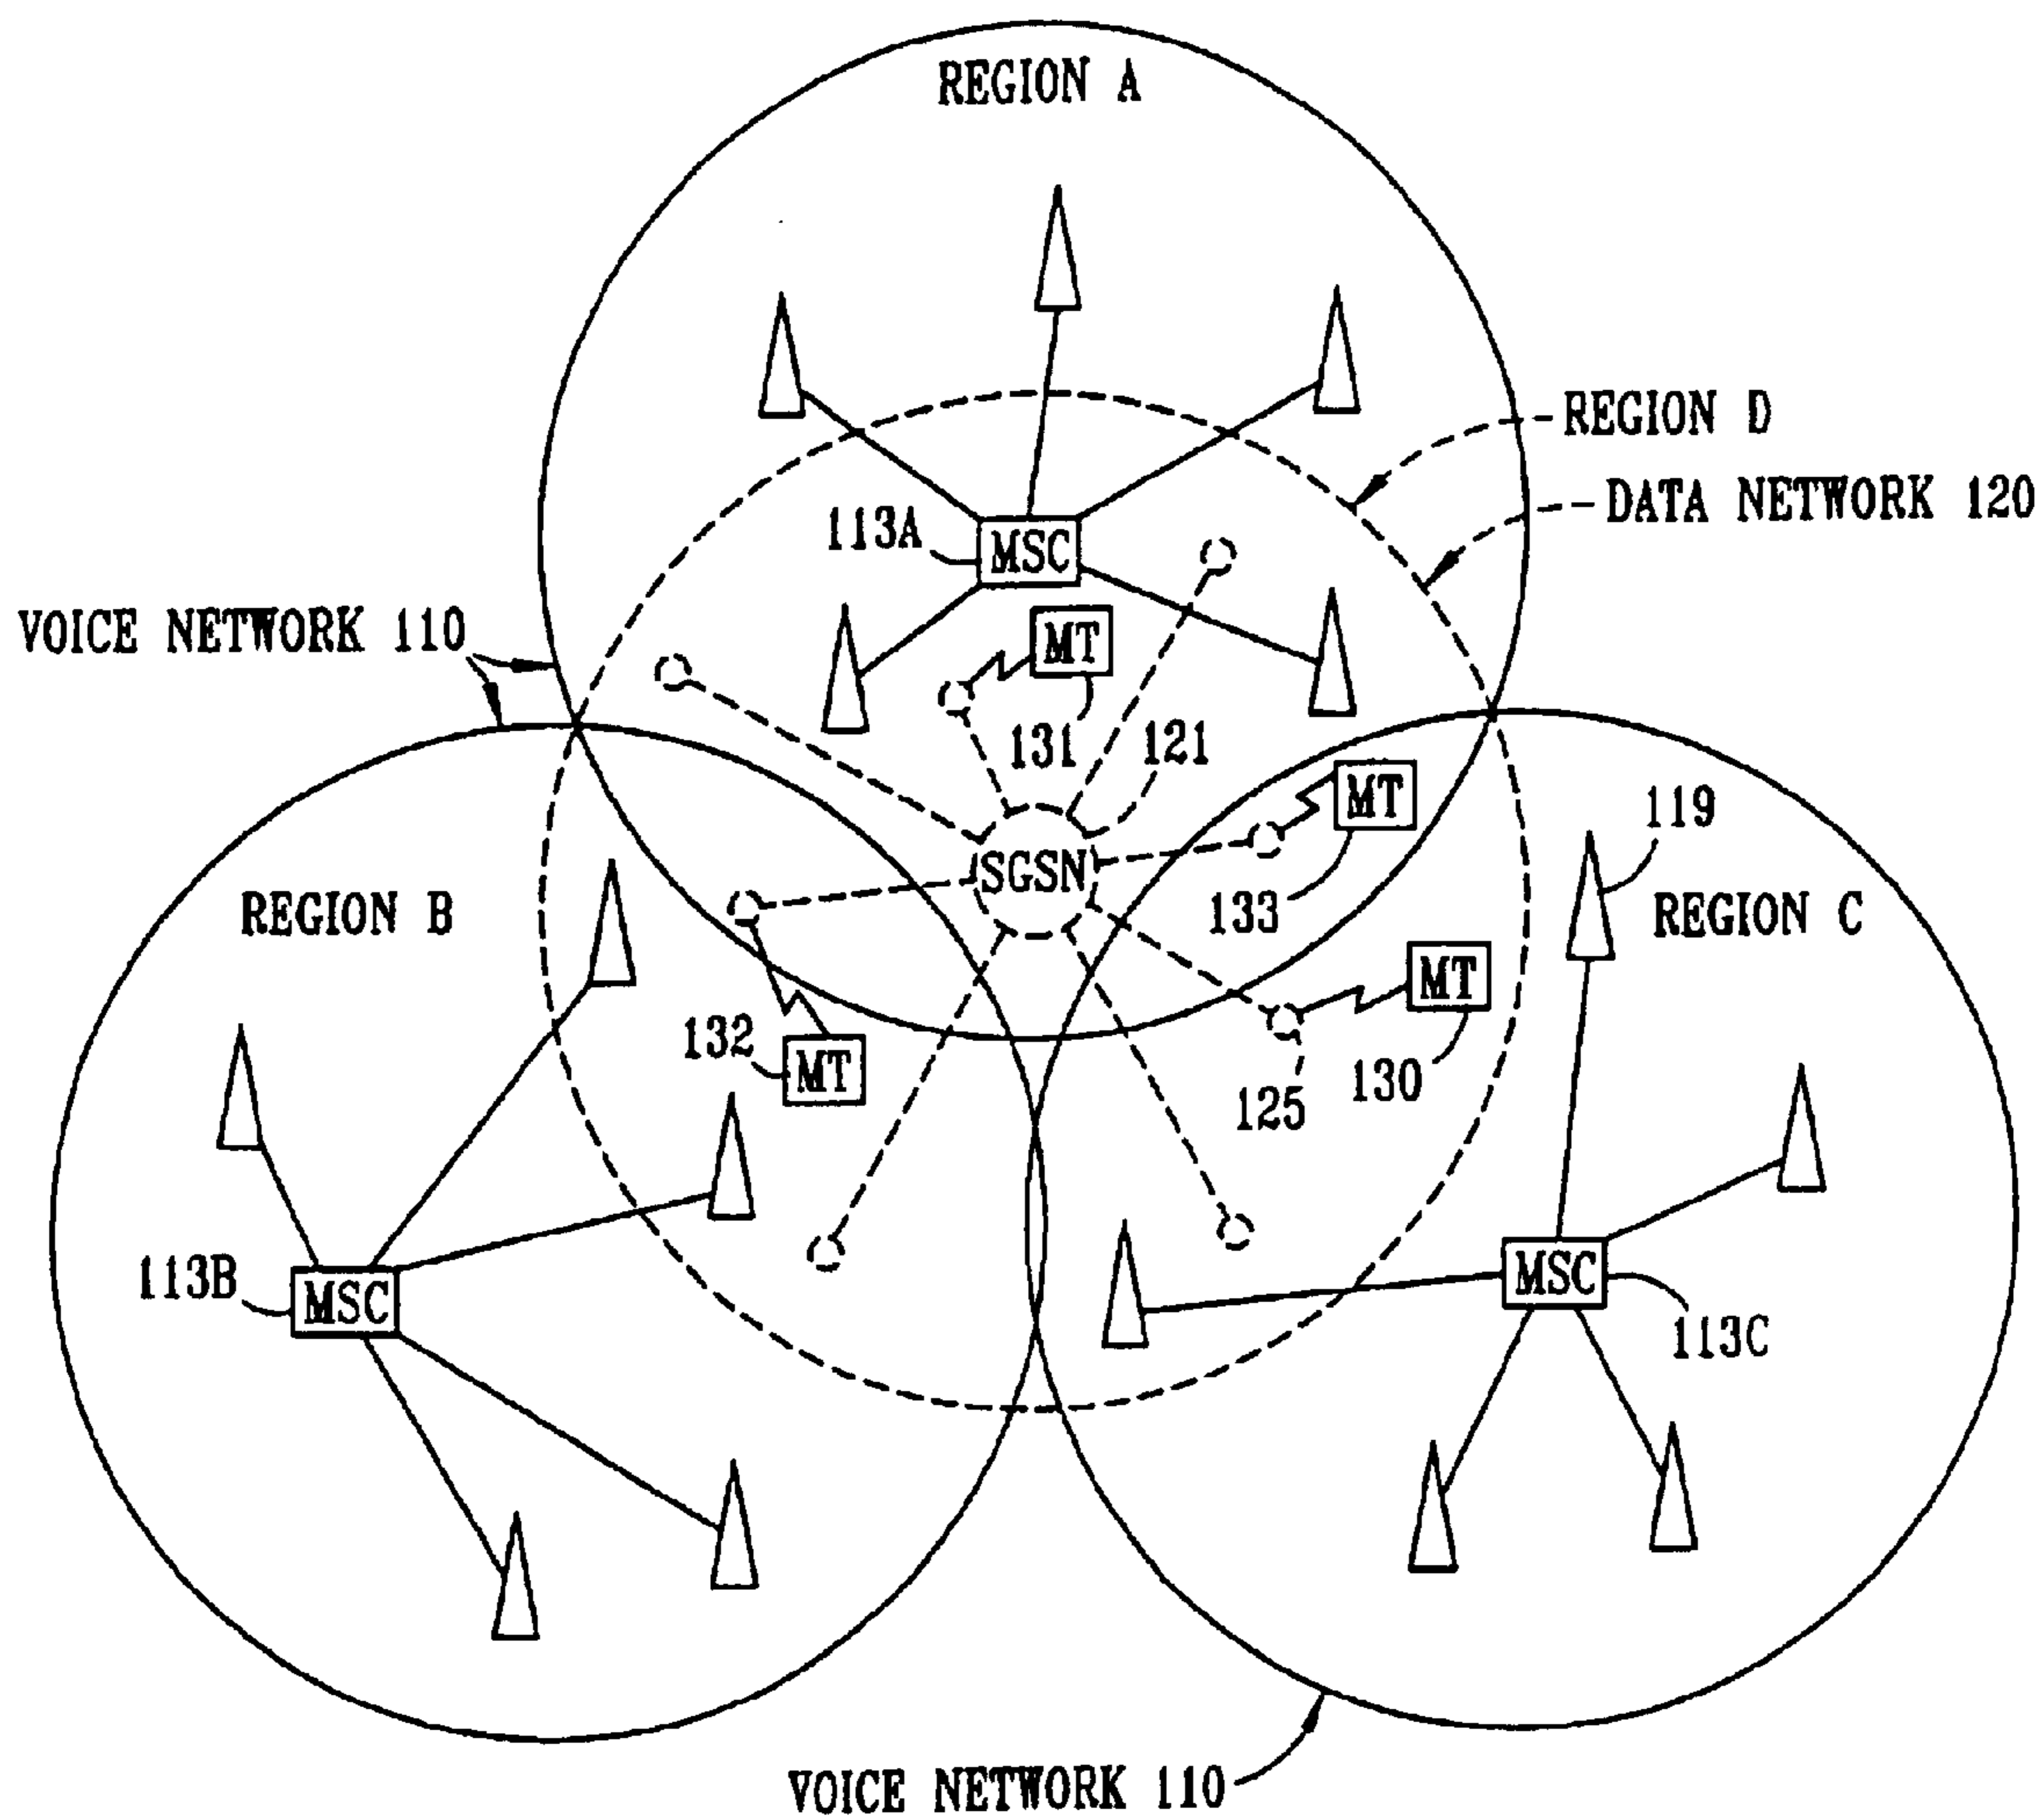 REGION A
REGION D
DATA NETWORK 120
113A
MSC
VOICE NETWORK 110
MT
131
121
MT
119
SGSN
133
REGION B
REGION C
132
MT
MT
125
130
113B
MSC
MSC
113C
VOICE NETWORK 110